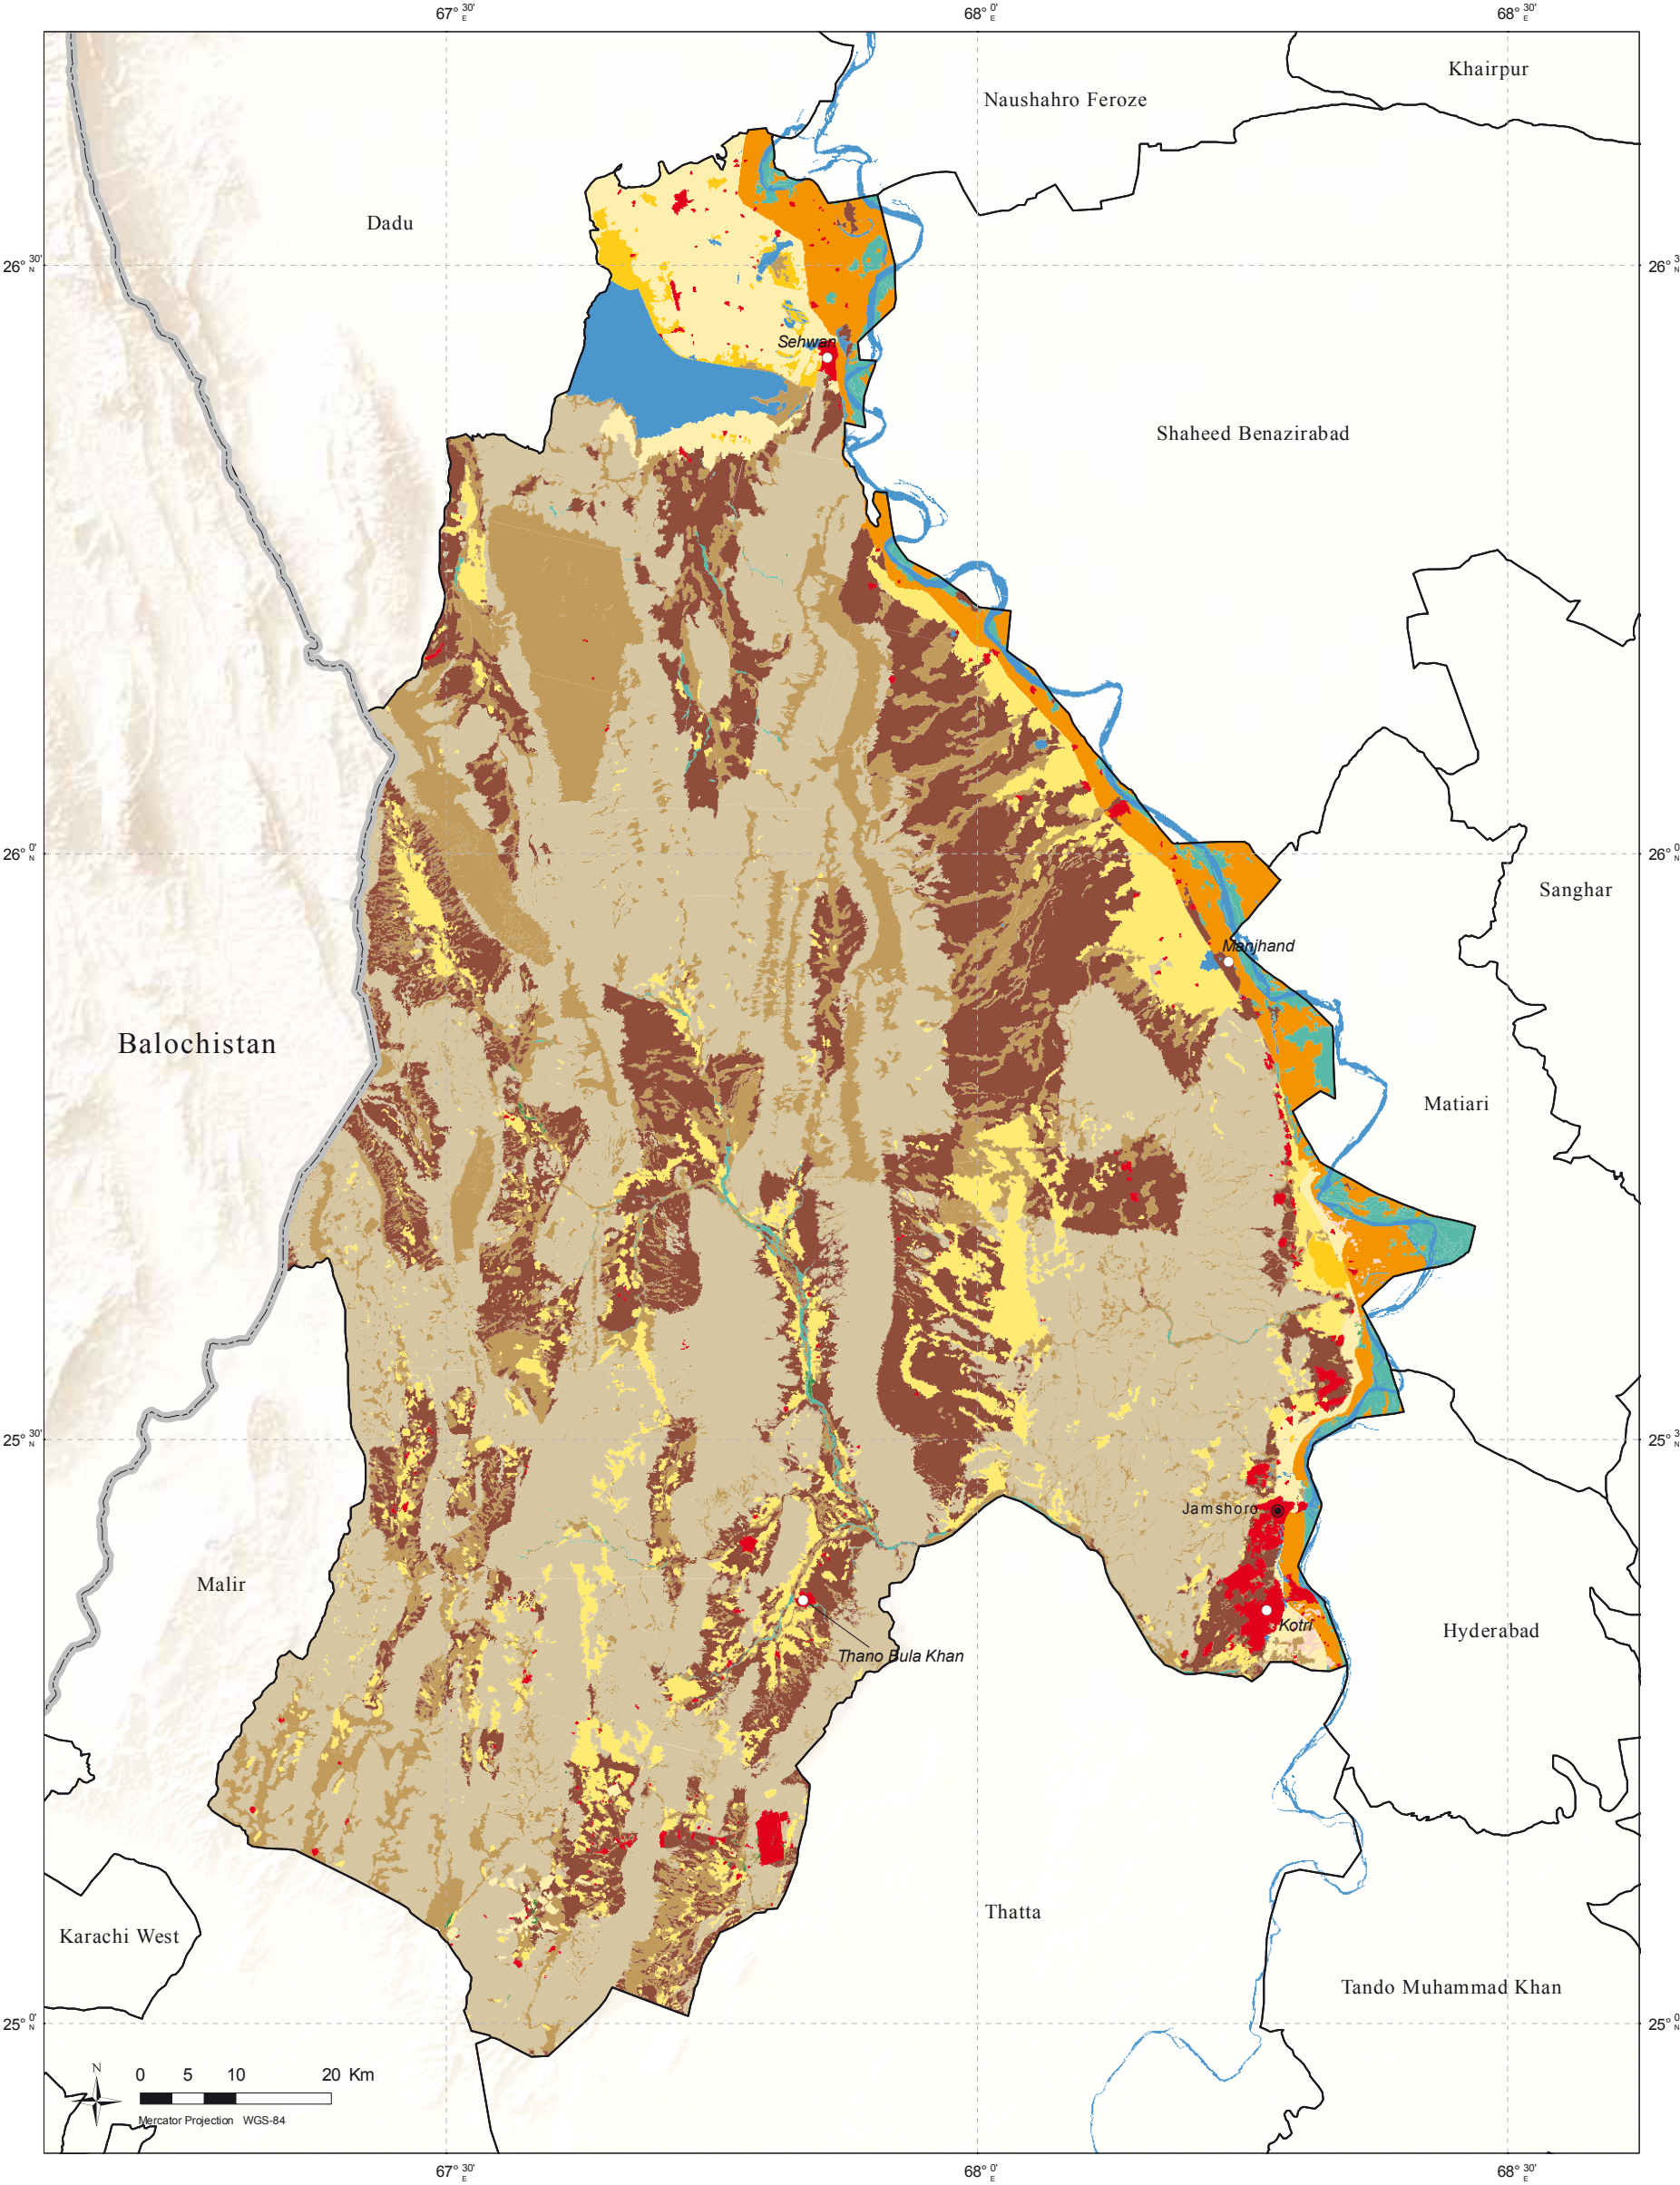 67° 30' E 68° 0' E 68° 30' E
Khairpur
Naushahro Feroze
Dadu
26° 30' N 26° 3 N
Sehwan
Shaheed Benazirabad
26° 0' N 26° 0 N
Sanghar
Manjhand
Balochistan
Matiari
25° 30' N 25° 3 N
Jamshoro
Malir
Kotri
Hyderabad
Thano Bula Khan
Thatta
Karachi West
Tando Muhammad Khan
25° 0' N 25° 0 N
N
0 5 10 20 Km
Mercator Projection WGS-84
67° 30' E 68° 0' E 68° 30' E